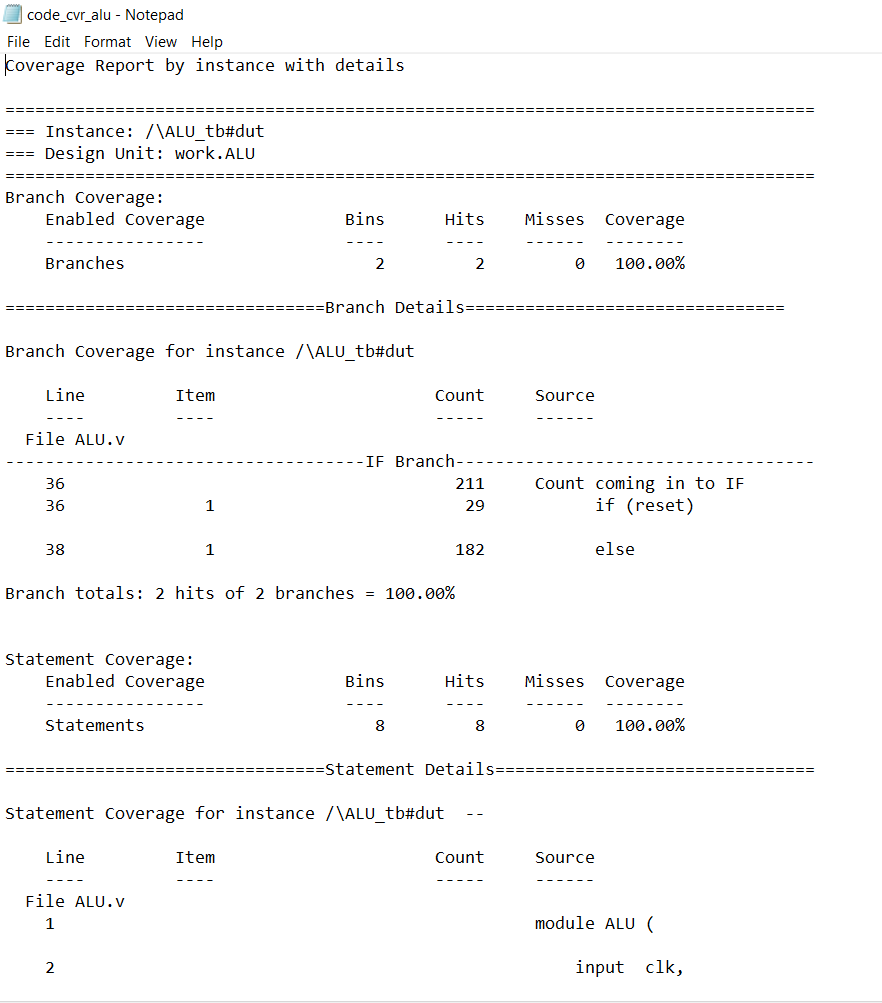 code_cvr_alu - Notepad
File Edit Format View Help
Coverage Report by instance with details
=================================================================================
=== Instance: /\ALU_tb#dut
=== Design Unit: work.ALU
=================================================================================
Branch Coverage:
    Enabled Coverage              Bins      Hits    Misses  Coverage
    ----------------              ----      ----    ------  --------
    Branches                         2         2         0   100.00%
================================Branch Details================================
Branch Coverage for instance /\ALU_tb#dut
    Line         Item                      Count     Source
    ----         ----                      -----     ------
  File ALU.v
------------------------------------IF Branch------------------------------------
    36                                       211     Count coming in to IF
    36              1                         29           if (reset)
    38              1                        182           else
Branch totals: 2 hits of 2 branches = 100.00%
Statement Coverage:
    Enabled Coverage              Bins      Hits    Misses  Coverage
    ----------------              ----      ----    ------  --------
    Statements                       8         8         0   100.00%
================================Statement Details================================
Statement Coverage for instance /\ALU_tb#dut  --
    Line         Item                      Count     Source
    ----         ----                      -----     ------
  File ALU.v
    1                                                module ALU (
    2                                                    input  clk,